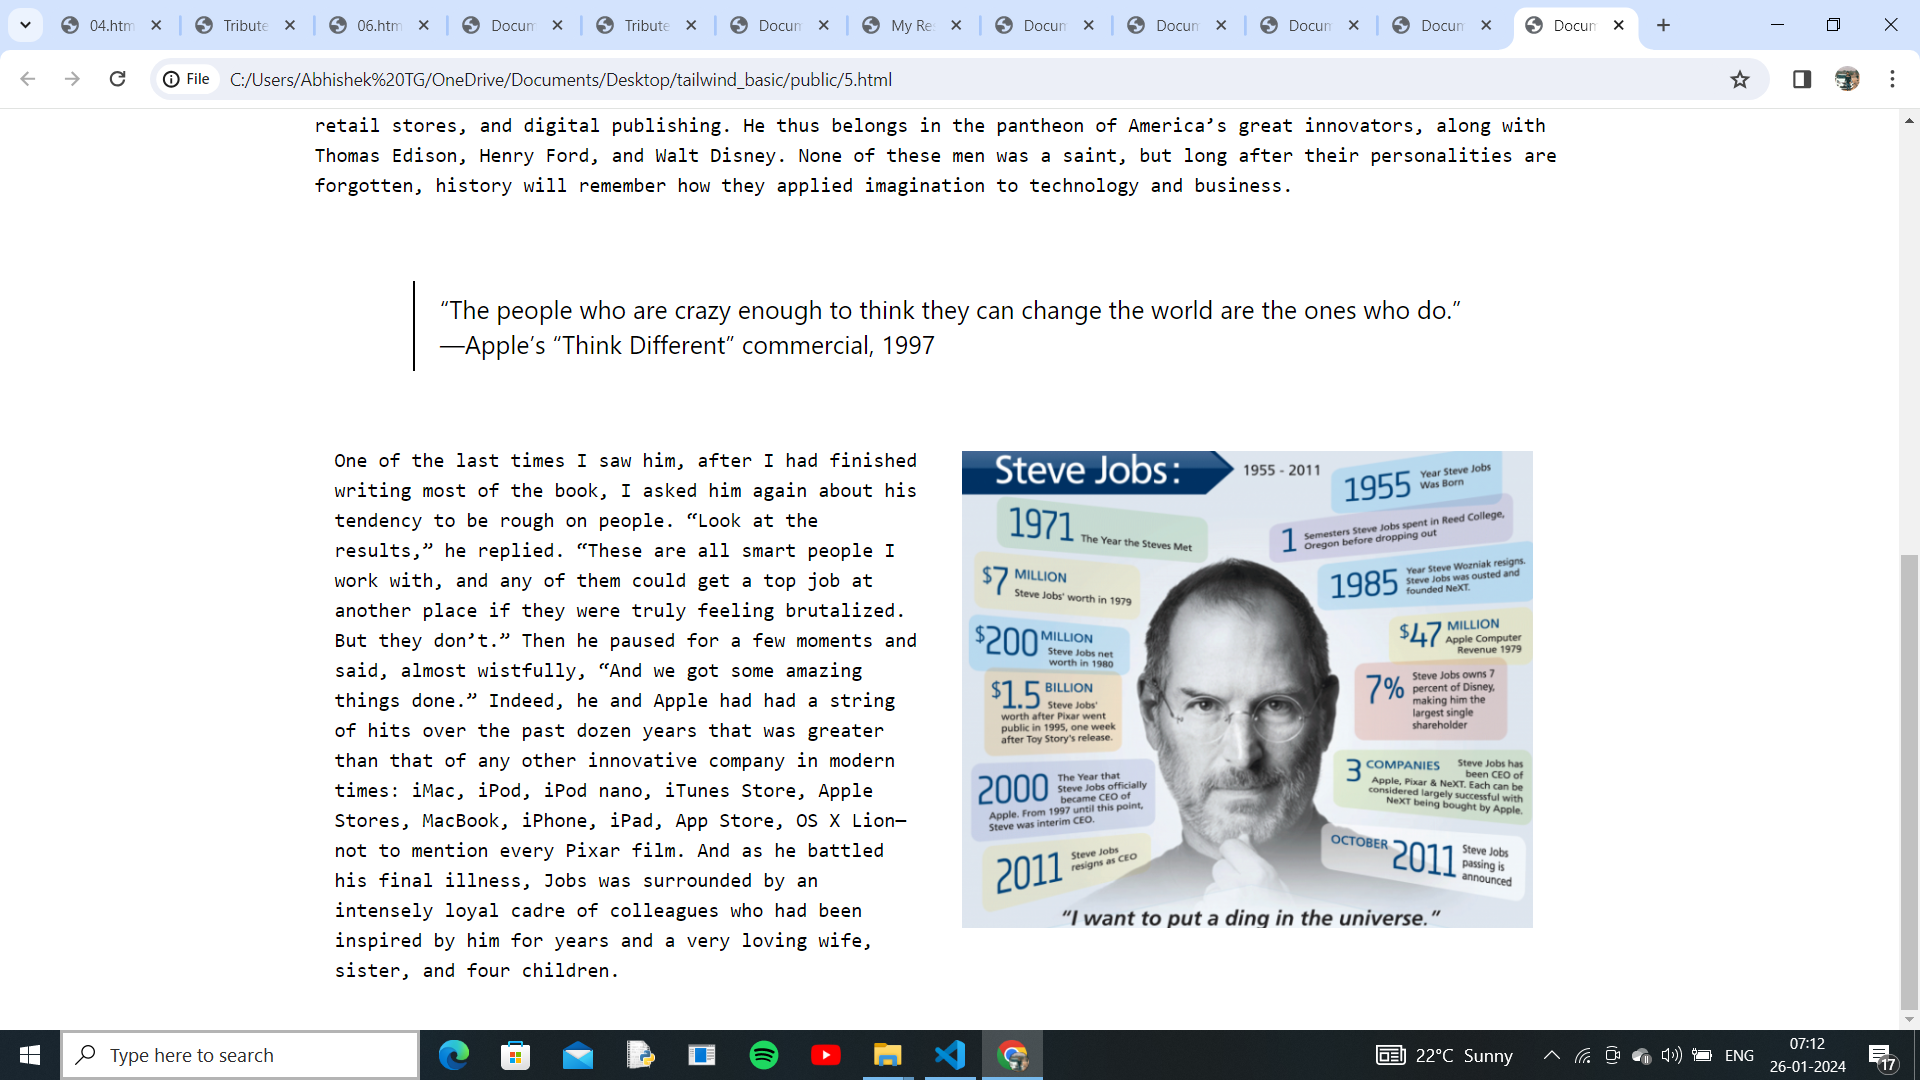 04.htm
Tribute
06.htm
Docum
Tribute
Docum
My Res
Docum
Docum
Docum
Docum
Docum
File
C:/Users/Abhishek%20TG/OneDrive/Documents/Desktop/tailwind_basic/public/5.html
retail stores, and digital publishing. He thus belongs in the pantheon of America’s great innovators, along with
Thomas Edison, Henry Ford, and Walt Disney. None of these men was a saint, but long after their personalities are
forgotten, history will remember how they applied imagination to technology and business.
“The people who are crazy enough to think they can change the world are the ones who do.”
—Apple’s “Think Different” commercial, 1997
One of the last times I saw him, after I had finished
writing most of the book, I asked him again about his
tendency to be rough on people. “Look at the
results,” he replied. “These are all smart people I
work with, and any of them could get a top job at
another place if they were truly feeling brutalized.
But they don’t.” Then he paused for a few moments and
said, almost wistfully, “And we got some amazing
things done.” Indeed, he and Apple had had a string
of hits over the past dozen years that was greater
than that of any other innovative company in modern
times: iMac, iPod, iPod nano, iTunes Store, Apple
Stores, MacBook, iPhone, iPad, App Store, OS X Lion—
not to mention every Pixar film. And as he battled
his final illness, Jobs was surrounded by an
intensely loyal cadre of colleagues who had been
inspired by him for years and a very loving wife,
sister, and four children.
Steve Jobs:
1955 - 2011
1955
Year Steve Jobs
Was Born
1971
The Year the Steves Met
1
Semesters Steve Jobs spent in Reed College,
Oregon before dropping out
$7 MILLION
Steve Jobs' worth in 1979
1985
Year Steve Wozniak resigns.
Steve Jobs was ousted and
founded NeXT.
$200 MILLION
Steve Jobs net
worth in 1980
$47 MILLION
Apple Computer
Revenue 1979
$1.5 BILLION
Steve Jobs'
worth after Pixar went
public in 1995, one week
after Toy Story's release.
7%
Steve Jobs owns 7
percent of Disney,
making him the
largest single
shareholder
2000
The Year that
Steve Jobs officially
became CEO of
Apple. From 1997 until this point,
Steve was interim CEO.
3 COMPANIES
Steve Jobs has
been CEO of
Apple, Pixar & NeXT. Each can be
considered largely successful with
NeXT being bought by Apple.
2011
Steve Jobs
resigns as CEO
OCTOBER 2011
Steve Jobs
passing is
announced
"I want to put a ding in the universe."
Type here to search
22°C Sunny
ENG
07:12
26-01-2024
17